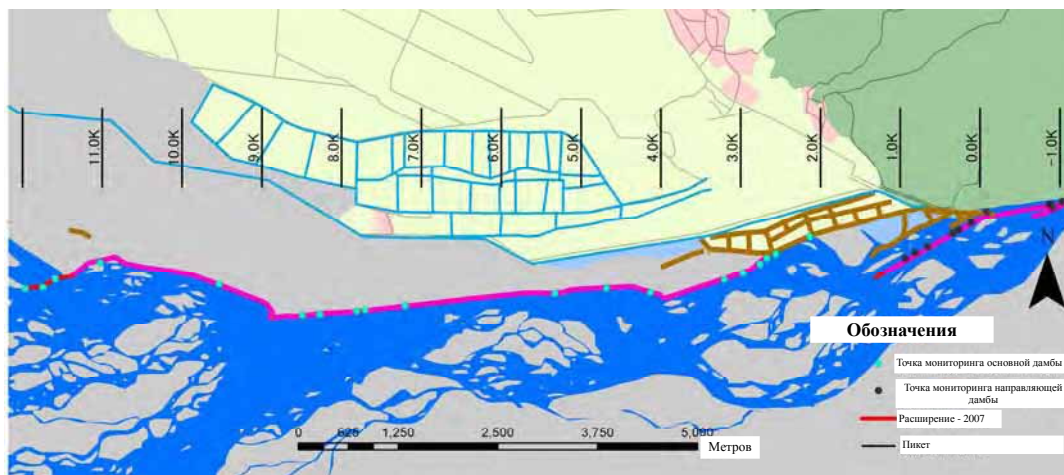 11.0K
10.0K
9.0K
8.0K
7.0K
6.0K
5.0K
4.0K
3.0K
2.0K
1.0K
0.0K
-1.0K
N
Обозначения
Точка мониторинга основной дамбы
Точка мониторинга направляющей
дамбы
Расширение - 2007
Пикет
0 625 1,250 2,500 3,750 5,000
Метров